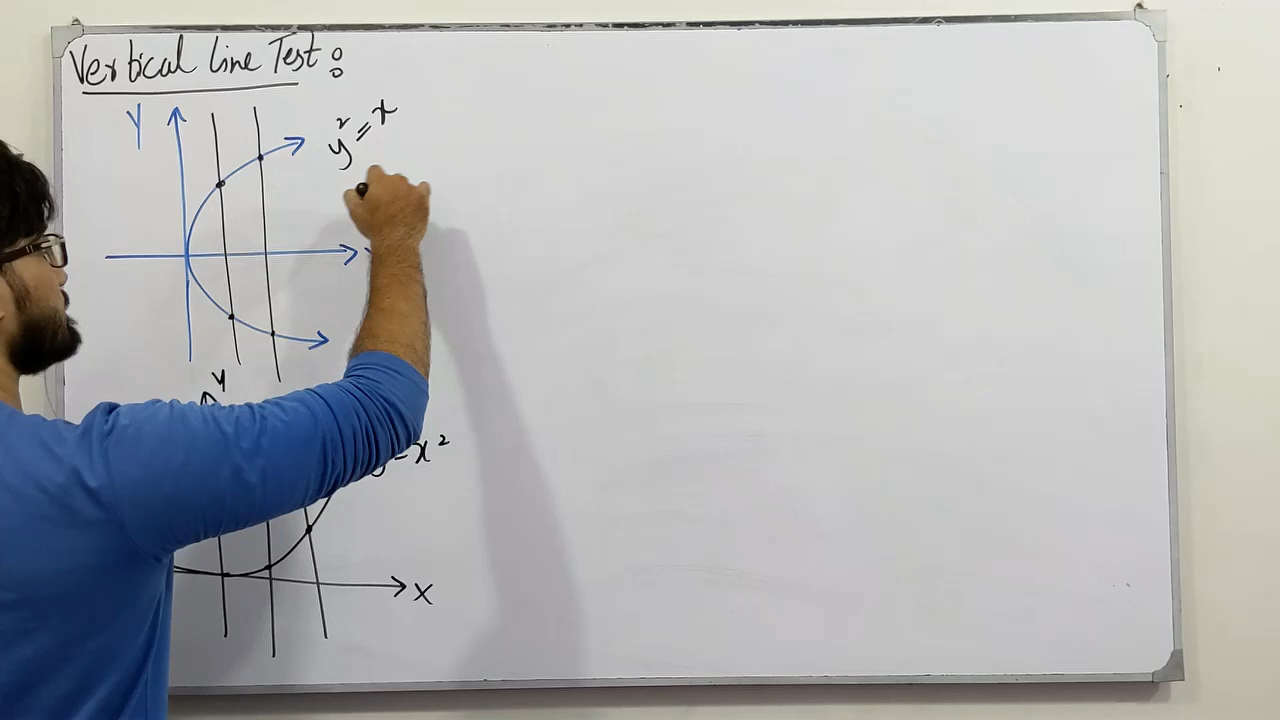 Vertical Line Test :
Y
y² = x
y
y = x²
X